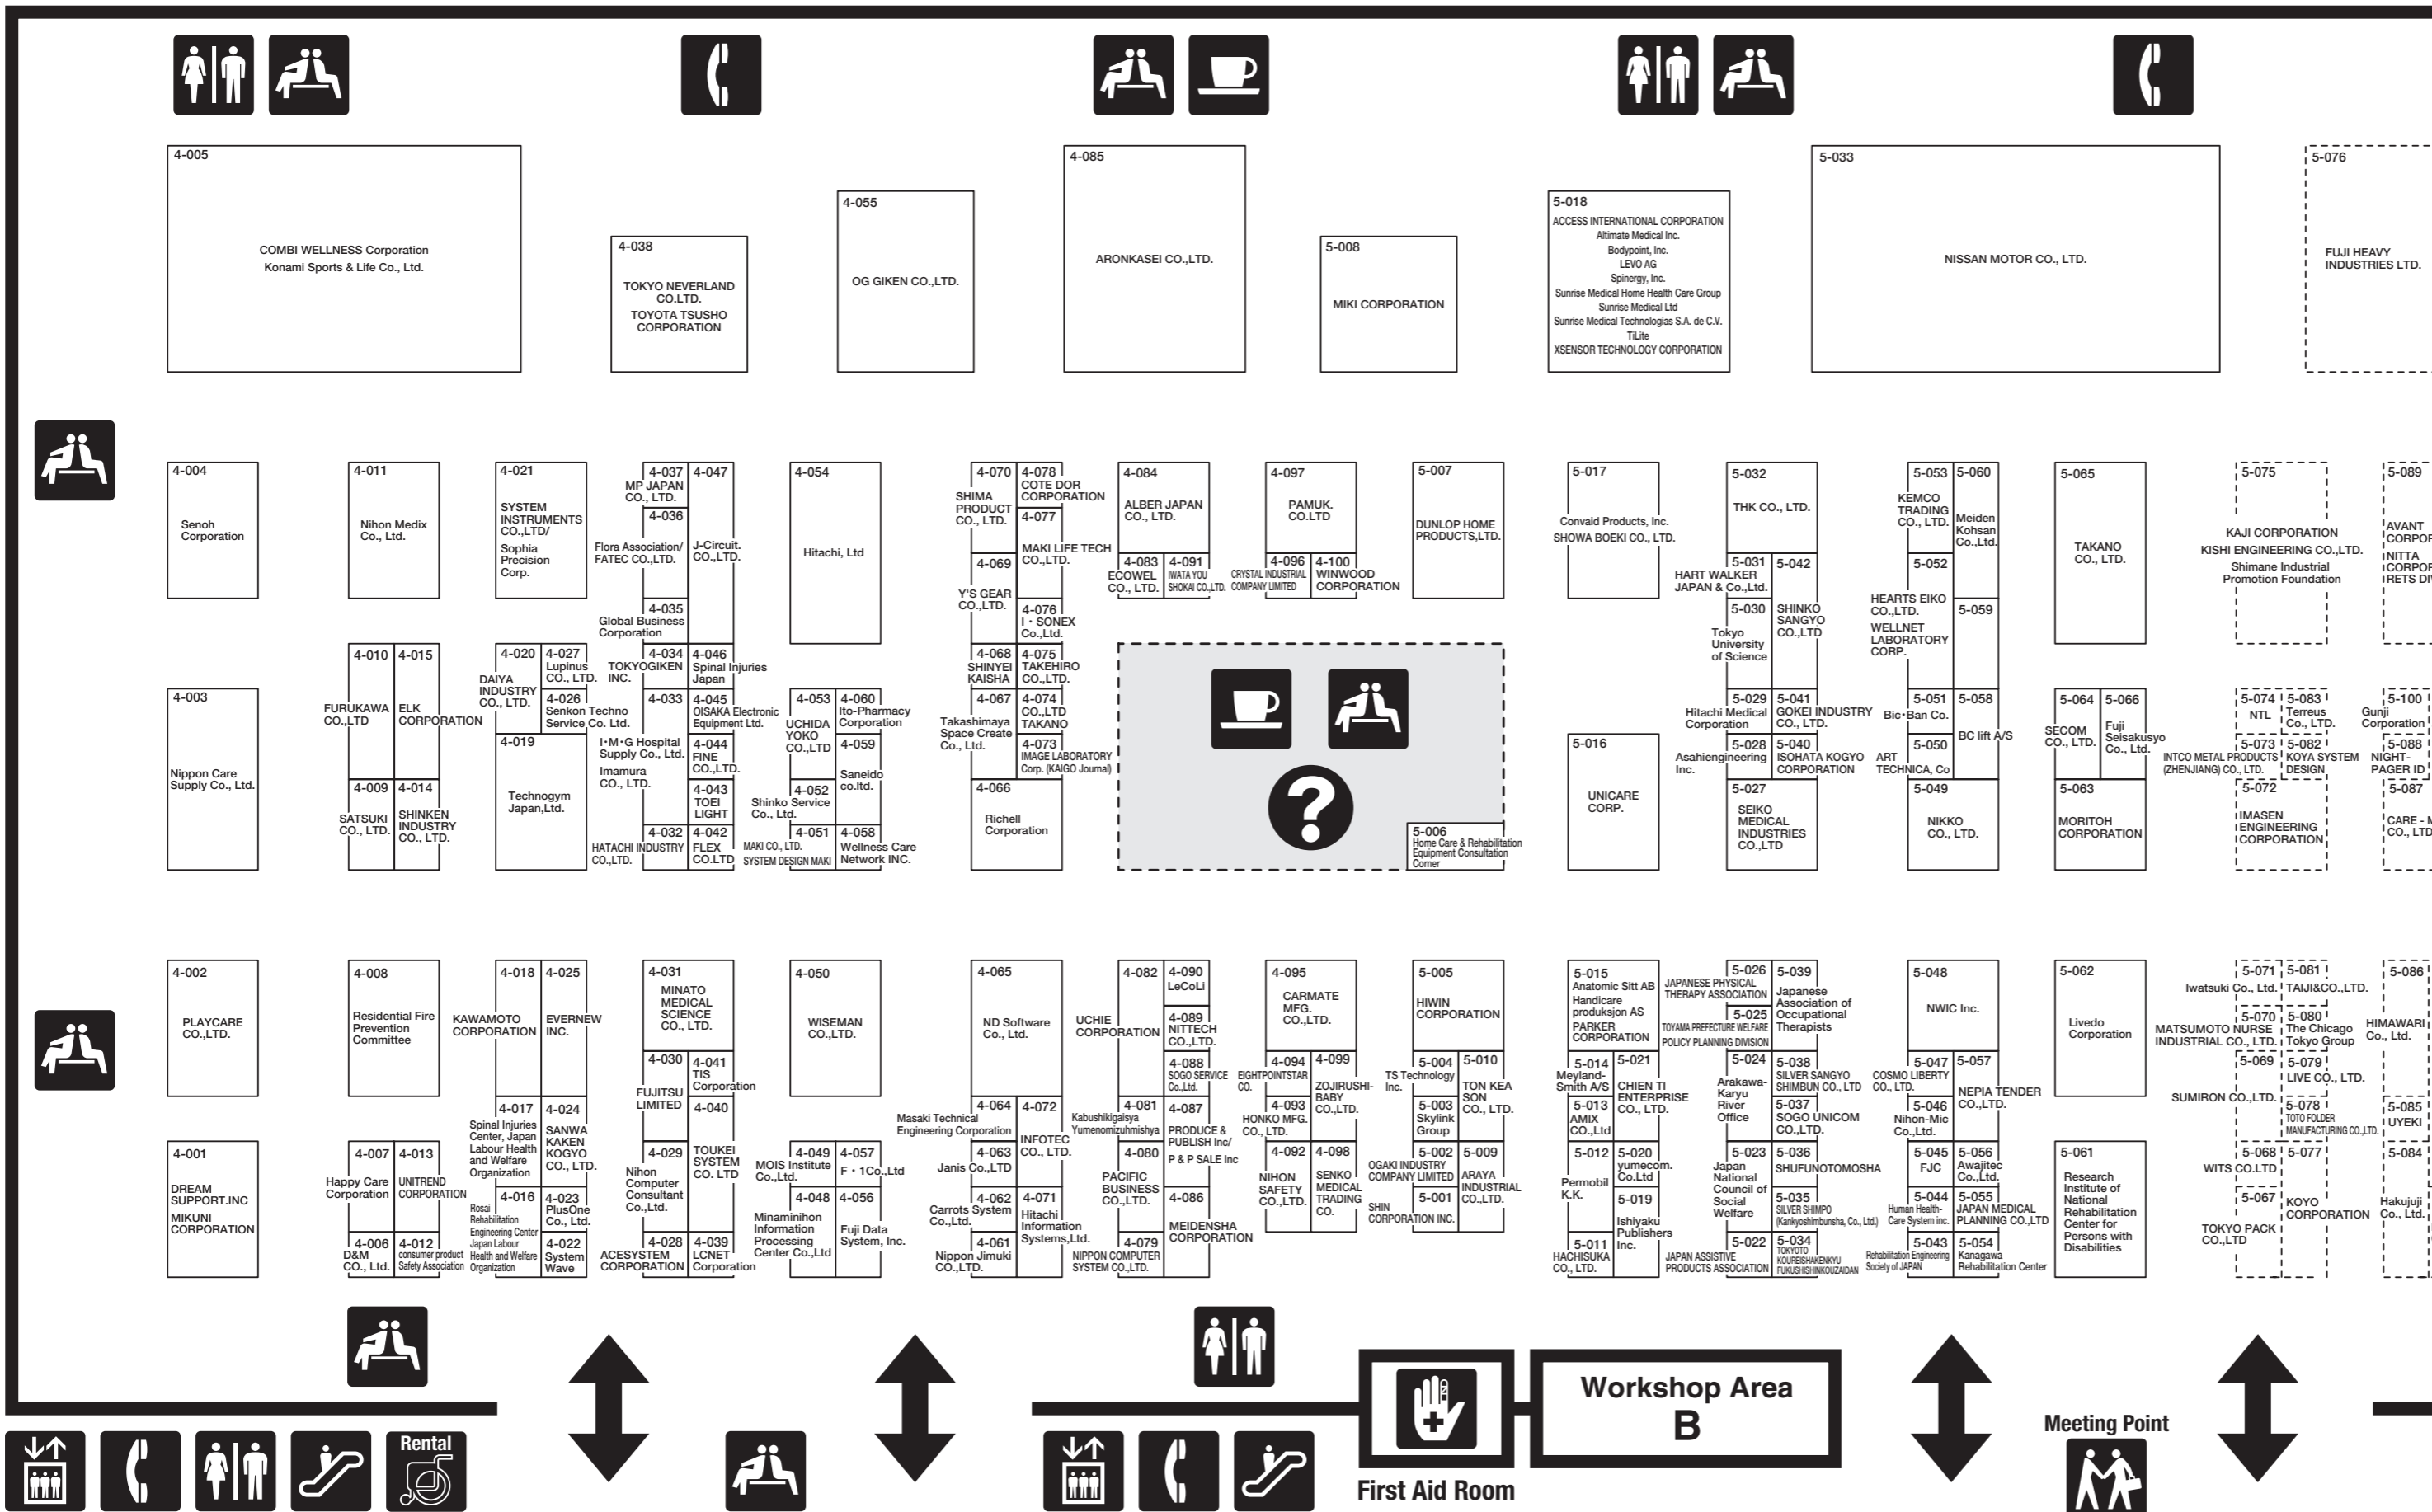 4-005
COMBI WELLNESS Corporation
Konami Sports & Life Co., Ltd.
4-038
TOKYO NEVERLAND
CO.LTD.
TOYOTA TSUSHO
CORPORATION
4-055
OG GIKEN CO.,LTD.
4-085
ARONKASEI CO.,LTD.
5-008
MIKI CORPORATION
5-018
ACCESS INTERNATIONAL CORPORATION
Altimate Medical Inc.
Bodypoint, Inc.
LEVO AG
Spinergy, Inc.
Sunrise Medical Home Health Care Group
Sunrise Medical Ltd
Sunrise Medical Technologias S.A. de C.V.
TiLite
XSENSOR TECHNOLOGY CORPORATION
5-033
NISSAN MOTOR CO., LTD.
5-076
FUJI HEAVY
INDUSTRIES LTD.
4-004
Senoh
Corporation
4-011
Nihon Medix
Co., Ltd.
4-021
SYSTEM
INSTRUMENTS
CO.,LTD/
Sophia
Precision
Corp.
4-037
MP JAPAN
CO., LTD.
4-036
Flora Association/
FATEC CO.,LTD.
4-035
Global Business
Corporation
4-047
J-Circuit.
CO.,LTD.
4-054
Hitachi, Ltd
4-070
SHIMA
PRODUCT
CO., LTD.
4-069
Y'S GEAR
CO.,LTD.
4-078
COTE DOR
CORPORATION
4-077
MAKI LIFE TECH
CO.,LTD.
4-076
I・SONEX
Co.,Ltd.
4-084
ALBER JAPAN
CO., LTD.
4-083
ECOWEL
CO., LTD.
4-091
IWATA YOU
SHOKAI CO.,LTD.
4-097
PAMUK.
CO.LTD
4-096
CRYSTAL INDUSTRIAL
COMPANY LIMITED
4-100
WINWOOD
CORPORATION
5-007
DUNLOP HOME
PRODUCTS,LTD.
5-017
Convaid Products, Inc.
SHOWA BOEKI CO., LTD.
5-032
THK CO., LTD.
5-031
HART WALKER
JAPAN & Co.,Ltd.
5-030
Tokyo
University
of Science
5-042
SHINKO
SANGYO
CO.,LTD
5-053
KEMCO
TRADING
CO., LTD.
5-060
Meiden
Kohsan
Co.,Ltd.
5-052
HEARTS EIKO
CO.,LTD.
WELLNET
LABORATORY
CORP.
5-059
5-065
TAKANO
CO., LTD.
5-075
KAJI CORPORATION
KISHI ENGINEERING CO.,LTD.
Shimane Industrial
Promotion Foundation
5-089
AVANT
CORPOR
NITTA
CORPOR
RETS DI
4-003
Nippon Care
Supply Co., Ltd.
4-010
FURUKAWA
CO.,LTD
4-015
ELK
CORPORATION
4-009
SATSUKI
CO., LTD.
4-014
SHINKEN
INDUSTRY
CO., LTD.
4-020
DAIYA
INDUSTRY
CO., LTD.
4-027
Lupinus
CO., LTD.
4-026
Senkon Techno
Service Co. Ltd.
4-019
Technogym
Japan,Ltd.
4-034
TOKYOGIKEN
INC.
4-046
Spinal Injuries
Japan
4-033
I・M・G Hospital
Supply Co., Ltd.
Imamura
CO., LTD.
4-045
OISAKA Electronic
Equipment Ltd.
4-044
FINE
CO.,LTD.
4-043
TOEI
LIGHT
4-032
HATACHI INDUSTRY
CO.,LTD.
4-042
FLEX
CO.LTD
4-053
UCHIDA
YOKO
CO.,LTD
4-060
Ito-Pharmacy
Corporation
4-059
Saneido
co.ltd.
4-052
Shinko Service
Co., Ltd.
4-051
MAKI CO., LTD.
SYSTEM DESIGN MAKI
4-058
Wellness Care
Network INC.
4-068
SHINYEI
KAISHA
4-075
TAKEHIRO
CO.,LTD.
4-067
Takashimaya
Space Create
Co., Ltd.
4-074
CO.,LTD
TAKANO
4-073
IMAGE LABORATORY
Corp. (KAIGO Journal)
4-066
Richell
Corporation
?
5-006
Home Care & Rehabilitation
Equipment Consultation
Corner
5-016
UNICARE
CORP.
5-029
Hitachi Medical
Corporation
5-041
GOKEI INDUSTRY
CO., LTD.
5-028
Asahiengineering
Inc.
5-040
ISOHATA KOGYO
CORPORATION
5-027
SEIKO
MEDICAL
INDUSTRIES
CO.,LTD
5-051
Bic・Ban Co.
5-058
BC lift A/S
5-050
ART
TECHNICA, Co
5-049
NIKKO
CO., LTD.
5-064
SECOM
CO., LTD.
5-066
Fuji
Seisakusyo
Co., Ltd.
5-063
MORITOH
CORPORATION
5-074
NTL
5-083
Terreus
Co., LTD.
5-073
INTCO METAL PRODUCTS
(ZHENJIANG) CO., LTD.
5-082
KOYA SYSTEM
DESIGN
5-072
IMASEN
ENGINEERING
CORPORATION
5-100
Gunji
Corporation
5-088
NIGHT-
PAGER ID
5-087
CARE - M
CO., LTD
4-002
PLAYCARE
CO.,LTD.
4-008
Residential Fire
Prevention
Committee
4-018
KAWAMOTO
CORPORATION
4-025
EVERNEW
INC.
4-031
MINATO
MEDICAL
SCIENCE
CO., LTD.
4-030
FUJITSU
LIMITED
4-041
TIS
Corporation
4-050
WISEMAN
CO.,LTD.
4-065
ND Software
Co., Ltd.
4-082
UCHIE
CORPORATION
4-090
LeCoLi
4-089
NITTECH
CO.,LTD.
4-088
SOGO SERVICE
Co.,Ltd.
4-095
CARMATE
MFG.
CO.,LTD.
4-094
EIGHTPOINTSTAR
CO.
4-099
ZOJIRUSHI-
BABY
CO.,LTD.
5-005
HIWIN
CORPORATION
5-004
TS Technology
Inc.
5-010
TON KEA
SON
CO., LTD.
5-015
Anatomic Sitt AB
Handicare
produksjon AS
PARKER
CORPORATION
5-014
Meyland-
Smith A/S
5-021
CHIEN TI
ENTERPRISE
CO., LTD.
5-026
JAPANESE PHYSICAL
THERAPY ASSOCIATION
5-025
TOYAMA PREFECTURE WELFARE
POLICY PLANNING DIVISION
5-039
Japanese
Association of
Occupational
Therapists
5-024
Arakawa-
Karyu
River
Office
5-038
SILVER SANGYO
SHIMBUN CO., LTD
5-037
SOGO UNICOM
CO.,LTD.
5-048
NWIC Inc.
5-047
COSMO LIBERTY
CO., LTD.
5-057
NEPIA TENDER
CO.,LTD.
5-062
Livedo
Corporation
5-071
Iwatsuki Co., Ltd.
5-081
TAIJI&CO.,LTD.
5-070
MATSUMOTO NURSE
INDUSTRIAL CO., LTD.
5-080
The Chicago
Tokyo Group
5-069
SUMIRON CO.,LTD.
5-079
LIVE CO., LTD.
5-078
TOTO FOLDER
MANUFACTURING CO.,LTD.
5-086
HIMAWARI
Co., Ltd.
5-085
UYEKI
4-001
DREAM
SUPPORT.INC
MIKUNI
CORPORATION
4-007
Happy Care
Corporation
4-013
UNITREND
CORPORATION
4-006
D&M
CO., Ltd.
4-012
consumer product
Safety Association
4-017
Spinal Injuries
Center, Japan
Labour Health
and Welfare
Organization
4-024
SANWA
KAKEN
KOGYO
CO., LTD.
4-016
Rosai
Rehabilitation
Engineering Center
Japan Labour
Health and Welfare
Organization
4-023
PlusOne
Co., Ltd.
4-022
System
Wave
4-040
TOUKEI
SYSTEM
CO. LTD
4-029
Nihon
Computer
Consultant
Co.,Ltd.
4-028
ACESYSTEM
CORPORATION
4-039
LCNET
Corporation
4-049
MOIS Institute
Co.,Ltd.
4-057
F・1Co.,Ltd
4-048
Minaminihon
Information
Processing
Center Co.,Ltd
4-056
Fuji Data
System, Inc.
4-064
Masaki Technical
Engineering Corporation
4-072
INFOTEC
CO., LTD.
4-063
Janis Co.,LTD
4-062
Carrots System
Co.,Ltd.
4-071
Hitachi
Information
Systems,Ltd.
4-061
Nippon Jimuki
CO.,LTD.
4-081
Kabushikigaisya
Yumenomizuhmishya
4-087
PRODUCE &
PUBLISH Inc/
P & P SALE Inc
4-080
PACIFIC
BUSINESS
CO.,LTD.
4-086
MEIDENSHA
CORPORATION
4-079
NIPPON COMPUTER
SYSTEM CO.,LTD.
4-093
HONKO MFG.
CO., LTD.
4-092
NIHON
SAFETY
CO.,LTD.
4-098
SENKO
MEDICAL
TRADING
CO.
5-003
Skylink
Group
5-002
OGAKI INDUSTRY
COMPANY LIMITED
5-009
ARAYA
INDUSTRIAL
CO.,LTD.
5-001
SHIN
CORPORATION INC.
5-013
AMIX
CO.,Ltd
5-012
Permobil
K.K.
5-020
yumecom.
Co.Ltd
5-019
Ishiyaku
Publishers
Inc.
5-011
HACHISUKA
CO., LTD.
5-023
Japan
National
Council of
Social
Welfare
5-036
SHUFUNOTOMOSHA
5-035
SILVER SHIMPO
(Kankyoshimbunsha, Co., Ltd.)
5-022
JAPAN ASSISTIVE
PRODUCTS ASSOCIATION
5-034
TOKYOTO
KOUREISHAKENKYU
FUKUSHISHINKOUZAIDAN
5-046
Nihon-Mic
Co.,Ltd.
5-045
FJC
5-056
Awajitec
Co.,Ltd.
5-044
Human Health-
Care System inc.
5-055
JAPAN MEDICAL
PLANNING CO.,LTD
5-043
Rehabilitation Engineering
Society of JAPAN
5-054
Kanagawa
Rehabilitation Center
5-061
Research
Institute of
National
Rehabilitation
Center for
Persons with
Disabilities
5-068
WITS CO.LTD
5-077
KOYO
CORPORATION
5-067
TOKYO PACK
CO.,LTD
5-084
Hakujuji
Co., Ltd.
Workshop Area
B
Meeting Point
Rental
First Aid Room